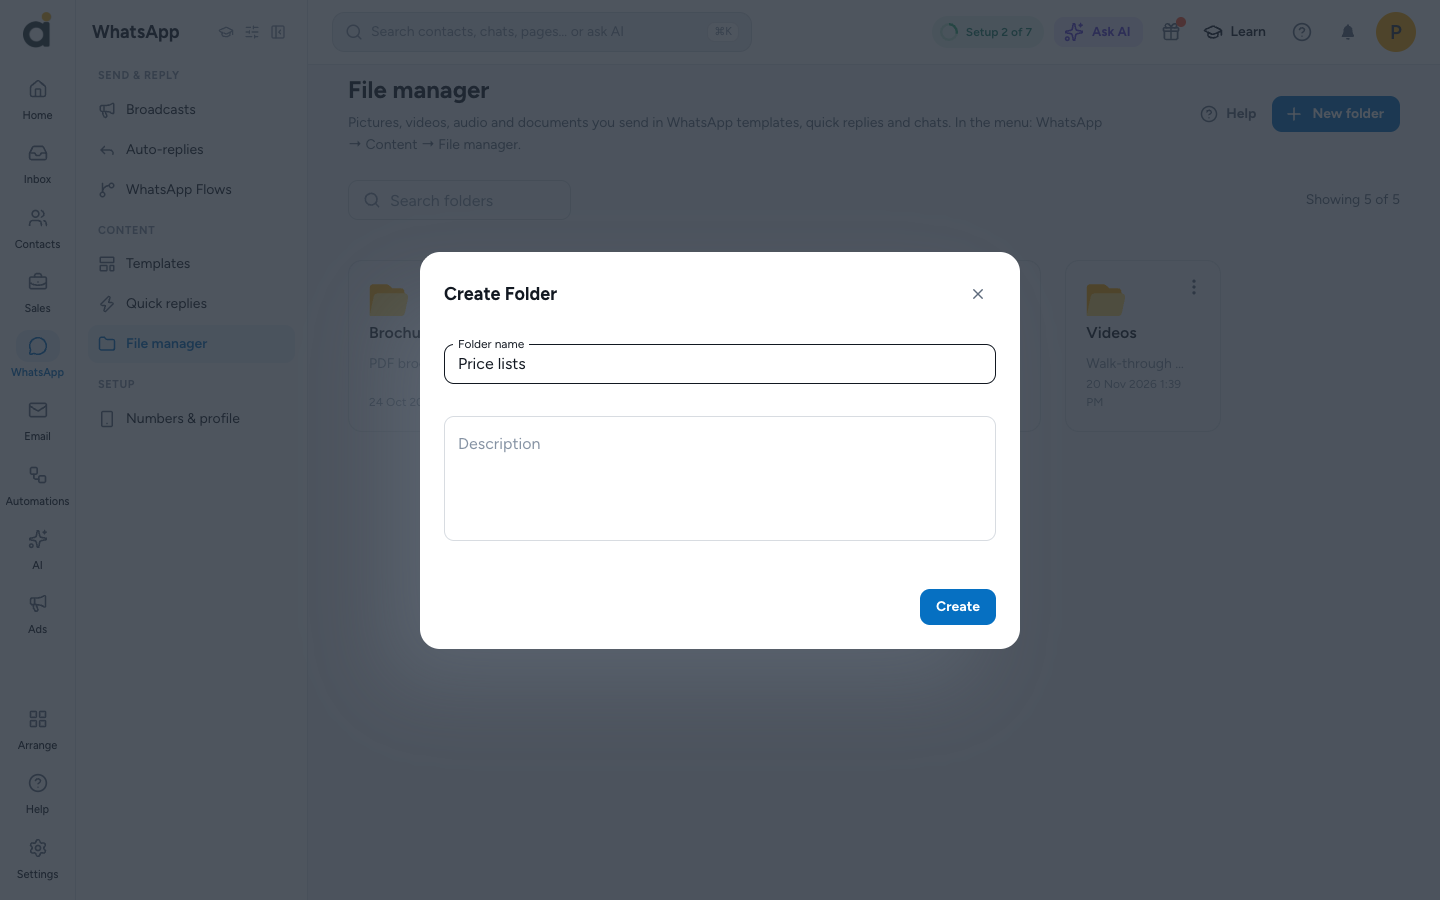 WhatsApp
Search contacts, chats, pages... or ask AI
⌘K
Setup 2 of 7
Ask AI
Learn
P
Home
Inbox
Contacts
Sales
WhatsApp
Email
Automations
AI
Ads
Arrange
Help
Settings
SEND & REPLY
Broadcasts
Auto-replies
WhatsApp Flows
CONTENT
Templates
Quick replies
File manager
SETUP
Numbers & profile
File manager
Pictures, videos, audio and documents you send in WhatsApp templates, quick replies and chats. In the menu: WhatsApp
→ Content → File manager.
Help
New folder
Search folders
Showing 5 of 5
Brochu
PDF bro
24 Oct 20
Videos
Walk-through ...
20 Nov 2026 1:39
PM
Create Folder
Folder name
Price lists
Description
Create